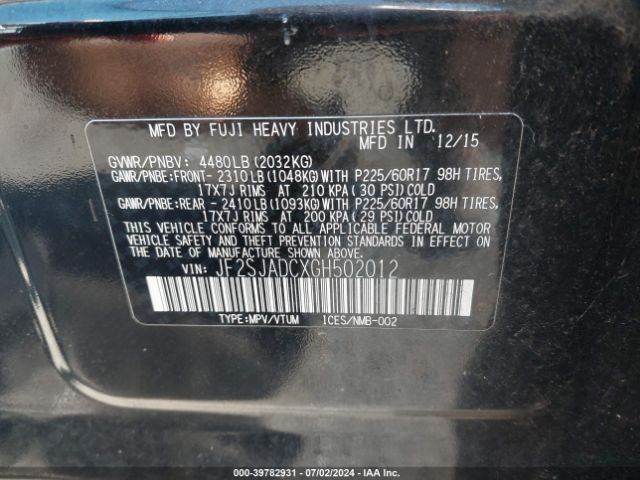 MFD BY FUJI HEAVY INDUSTRIES LTD.
MFD IN 12/15
GVWR/PNBV: 4480LB(2032KG)
GAWR/PNBE:FRONT- 2310LB(1048KG)WITH P225/60R17 98H TIRES,
17X7J RIMS AT 210 KPA(30 PSI)COLD
GAWR/PNBE:REAR - 2410LB(1093KG)WITH P225/60R17 98H TIRES,
17X7J RIMS AT 200 KPA(29 PSI)COLD
THIS VEHICLE CONFORMS TO ALL APPLICABLE FEDERAL MOTOR
VEHICLE SAFETY AND THEFT PREVENTION STANDARDS IN EFFECT ON
THE DATE OF MANUFACTURE SHOWN ABOVE.
VIN: JF2SJADCXGH502012
TYPE:MPV/VTUM ICES/NMB-002
000-39782931 - 07/02/2024 - IAA Inc.